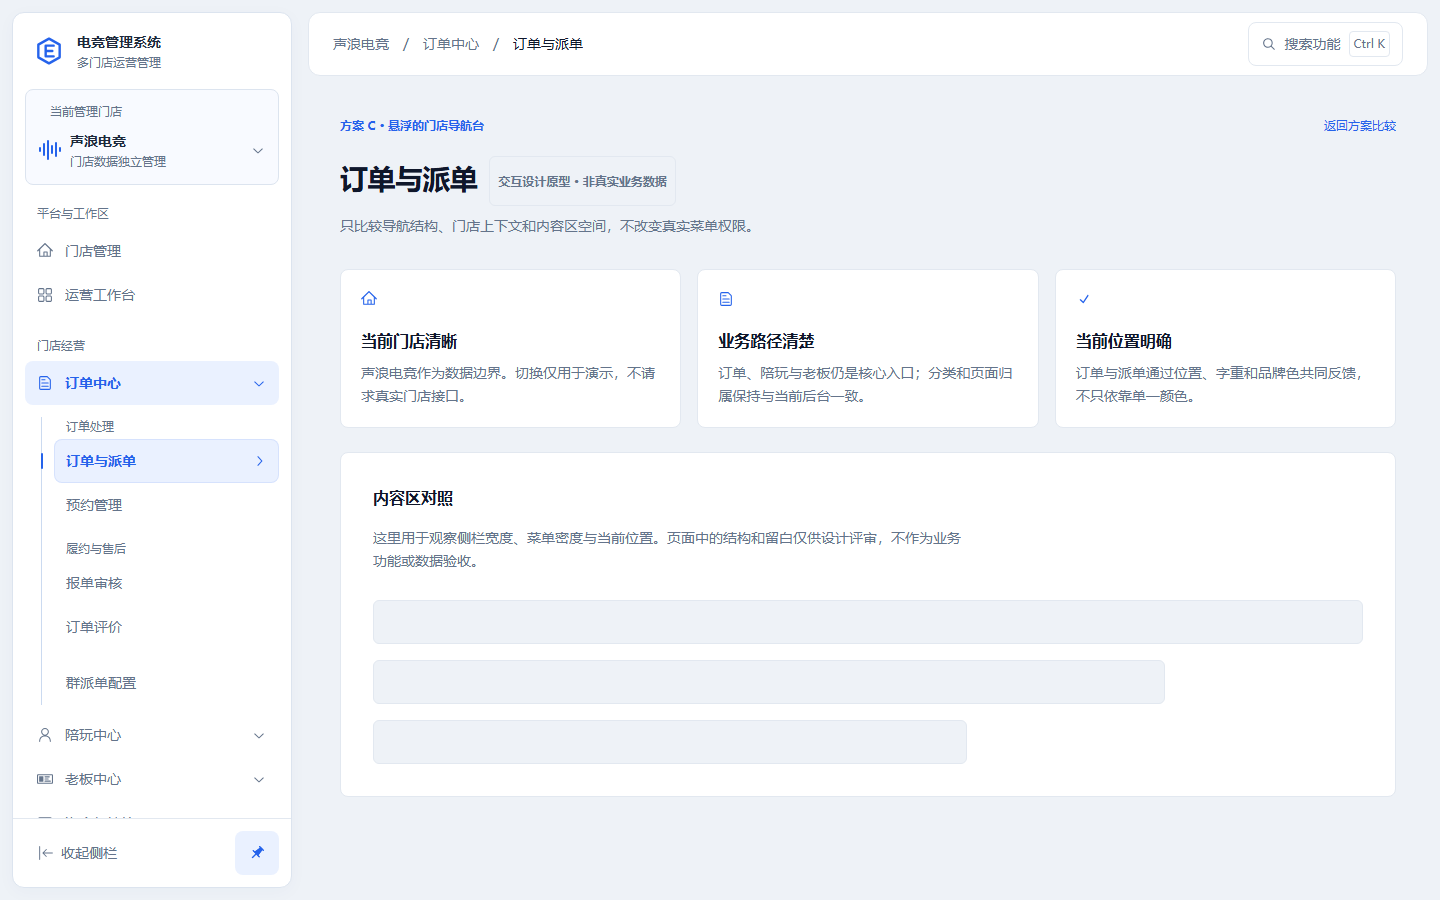 电竞管理系统
多门店运营管理
当前管理门店
声浪电竞
门店数据独立管理
平台与工作区
门店管理
运营工作台
门店经营
订单中心
订单处理
订单与派单
预约管理
履约与售后
报单审核
订单评价
群派单配置
陪玩中心
老板中心
收起侧栏
声浪电竞 / 订单中心 / 订单与派单
搜索功能 Ctrl K
方案 C · 悬浮的门店导航台
返回方案比较
订单与派单
交互设计原型 · 非真实业务数据
只比较导航结构、门店上下文和内容区空间，不改变真实菜单权限。
当前门店清晰
声浪电竞作为数据边界。切换仅用于演示，不请
求真实门店接口。
业务路径清楚
订单、陪玩与老板仍是核心入口；分类和页面归
属保持与当前后台一致。
当前位置明确
订单与派单通过位置、字重和品牌色共同反馈，
不只依靠单一颜色。
内容区对照
这里用于观察侧栏宽度、菜单密度与当前位置。页面中的结构和留白仅供设计评审，不作为业务
功能或数据验收。